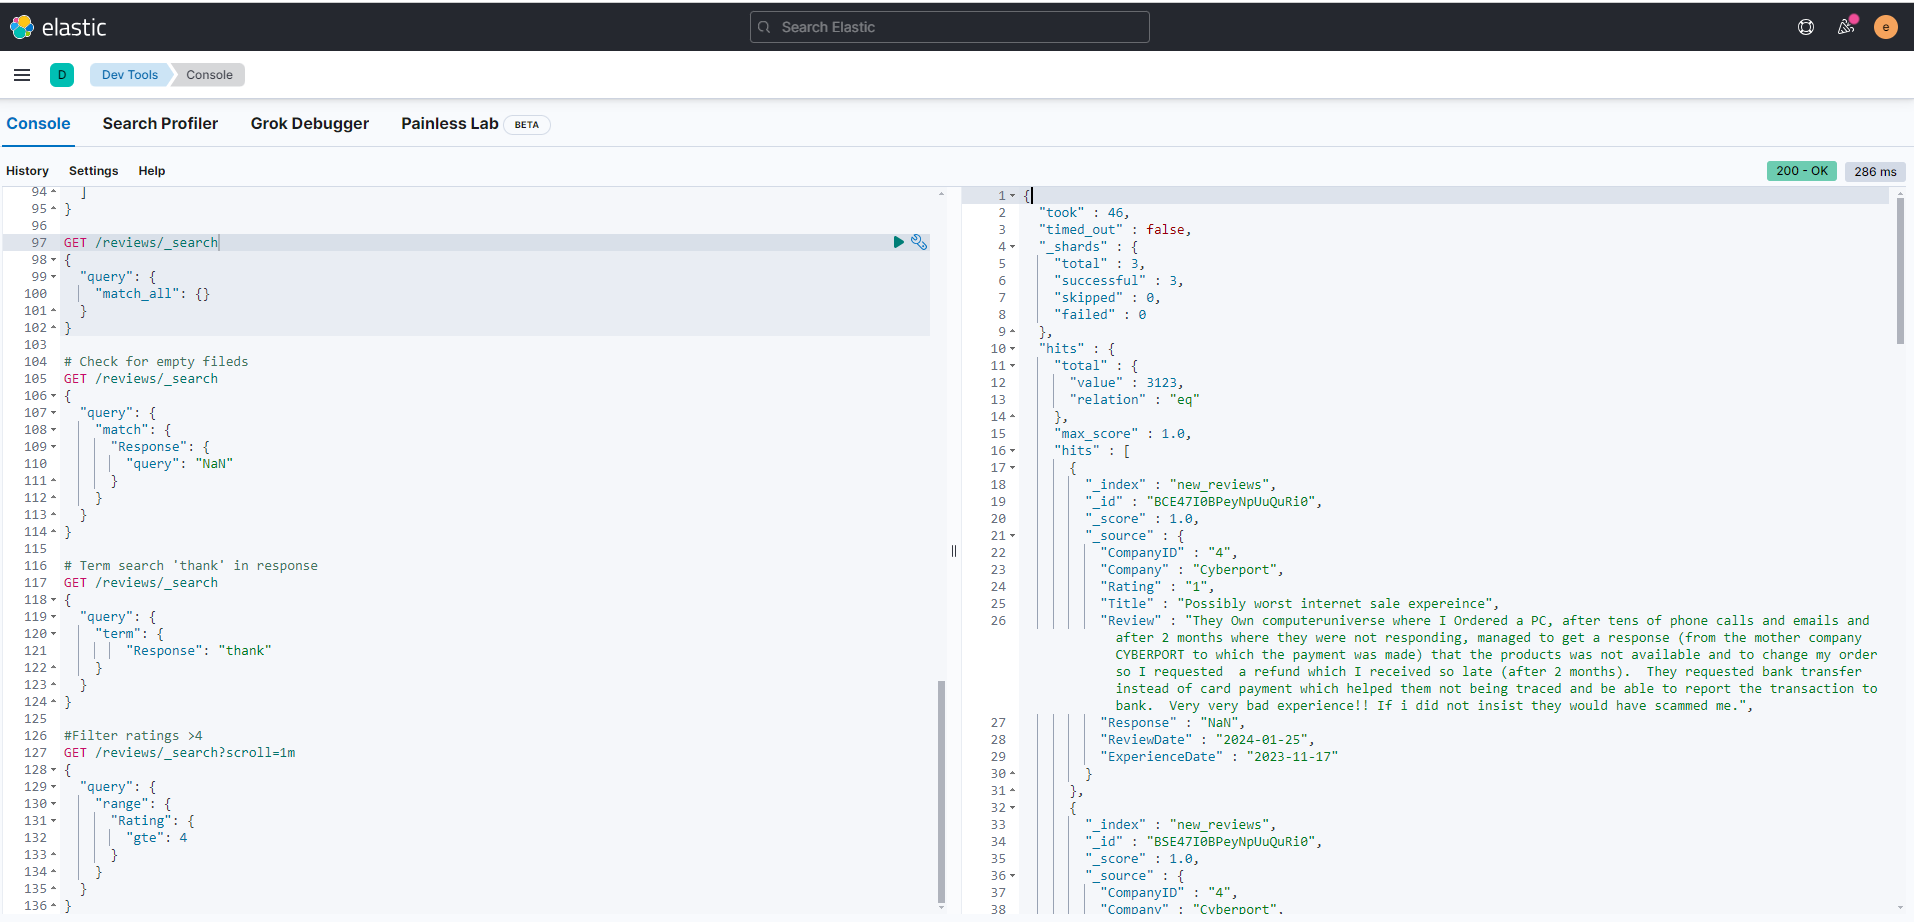 elastic
Search Elastic
e
D
Dev Tools
Console
Console
Search Profiler
Grok Debugger
Painless Lab
BETA
History
Settings
Help
200 - OK
286 ms
94 ]
95 }
96
97 GET /reviews/_search
98 {
99 "query": {
100 "match_all": {}
101 }
102 }
103
104 # Check for empty fileds
105 GET /reviews/_search
106 {
107 "query": {
108 "match": {
109 "Response": {
110 "query": "NaN"
111 }
112 }
113 }
114 }
115
116 # Term search 'thank' in response
117 GET /reviews/_search
118 {
119 "query": {
120 "term": {
121 "Response": "thank"
122 }
123 }
124 }
125
126 #Filter ratings >4
127 GET /reviews/_search?scroll=1m
128 {
129 "query": {
130 "range": {
131 "Rating": {
132 "gte": 4
133 }
134 }
135 }
136 }
1 {
2 "took" : 46,
3 "timed_out" : false,
4 "_shards" : {
5 "total" : 3,
6 "successful" : 3,
7 "skipped" : 0,
8 "failed" : 0
9 },
10 "hits" : {
11 "total" : {
12 "value" : 3123,
13 "relation" : "eq"
14 },
15 "max_score" : 1.0,
16 "hits" : [
17 {
18 "_index" : "new_reviews",
19 "_id" : "BCE47I0BPeyNpUuQuRi0",
20 "_score" : 1.0,
21 "_source" : {
22 "CompanyID" : "4",
23 "Company" : "Cyberport",
24 "Rating" : "1",
25 "Title" : "Possibly worst internet sale expereince",
26 "Review" : "They Own computeruniverse where I Ordered a PC, after tens of phone calls and emails and
after 2 months where they were not responding, managed to get a response (from the mother company
CYBERPORT to which the payment was made) that the products was not available and to change my order
so I requested  a refund which I received so late (after 2 months).  They requested bank transfer
instead of card payment which helped them not being traced and be able to report the transaction to
bank.  Very very bad experience!! If i did not insist they would have scammed me.",
27 "Response" : "NaN",
28 "ReviewDate" : "2024-01-25",
29 "ExperienceDate" : "2023-11-17"
30 }
31 },
32 {
33 "_index" : "new_reviews",
34 "_id" : "BSE47I0BPeyNpUuQuRi0",
35 "_score" : 1.0,
36 "_source" : {
37 "CompanyID" : "4",
38 "Company" : "Cyberport",